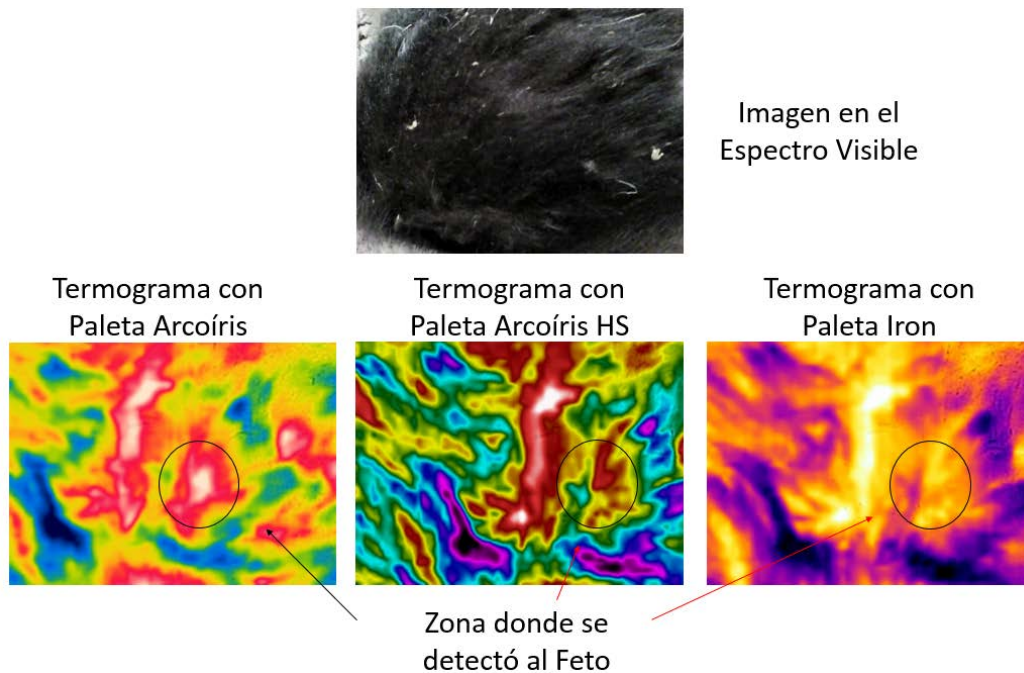 Imagen en el
Espectro Visible
Termograma con
Paleta Arcoíris
Termograma con
Paleta Arcoíris HS
Termograma con
Paleta Iron
Zona donde se
detectó al Feto